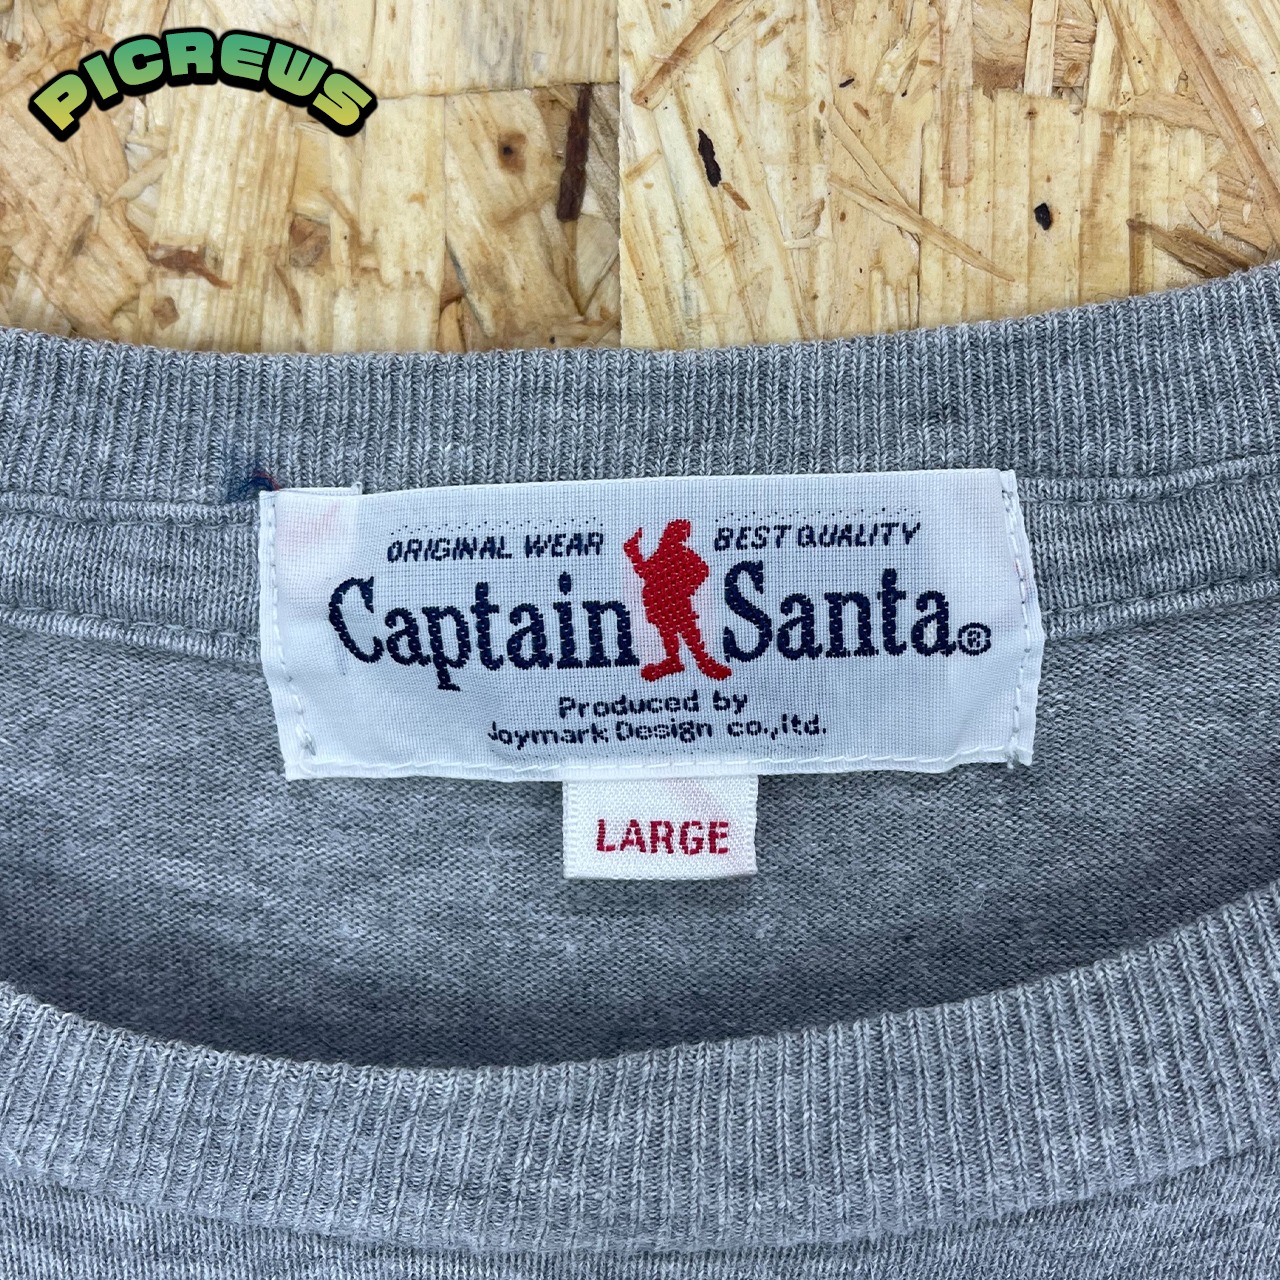 PICREWS
ORIGINAL WEAR BEST QUALITY
Captain Santa®
Produced by
Joymark Design co.,ltd.
LARGE